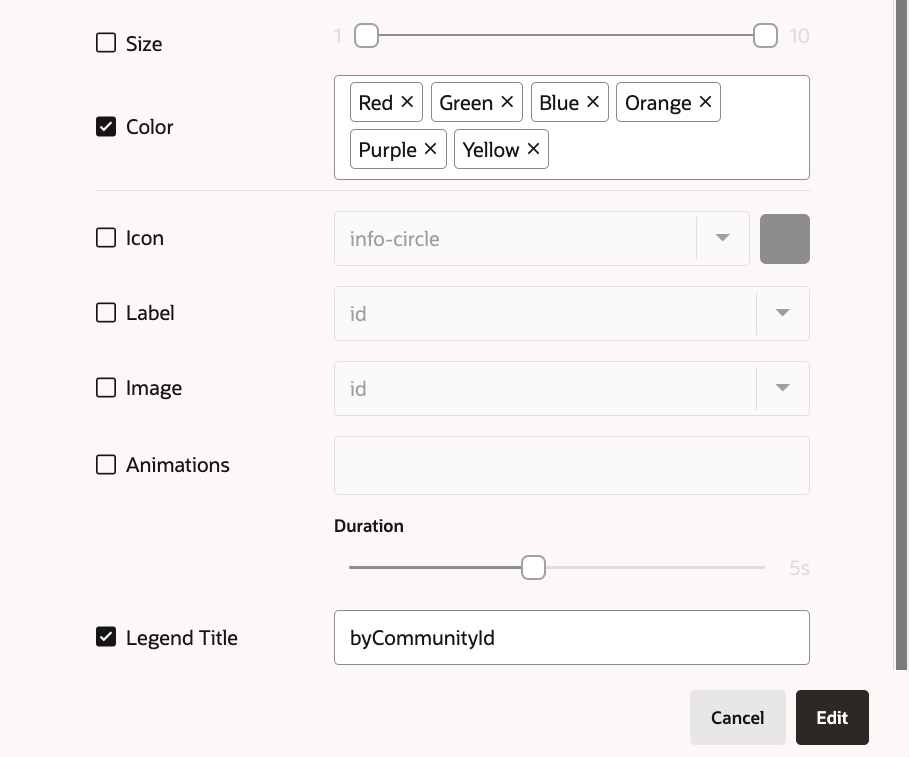 Size 1 10
Color Red × Green × Blue × Orange ×
Purple × Yellow ×
Icon info-circle
Label id
Image id
Animations
Duration
5s
Legend Title byCommunityId
Cancel Edit